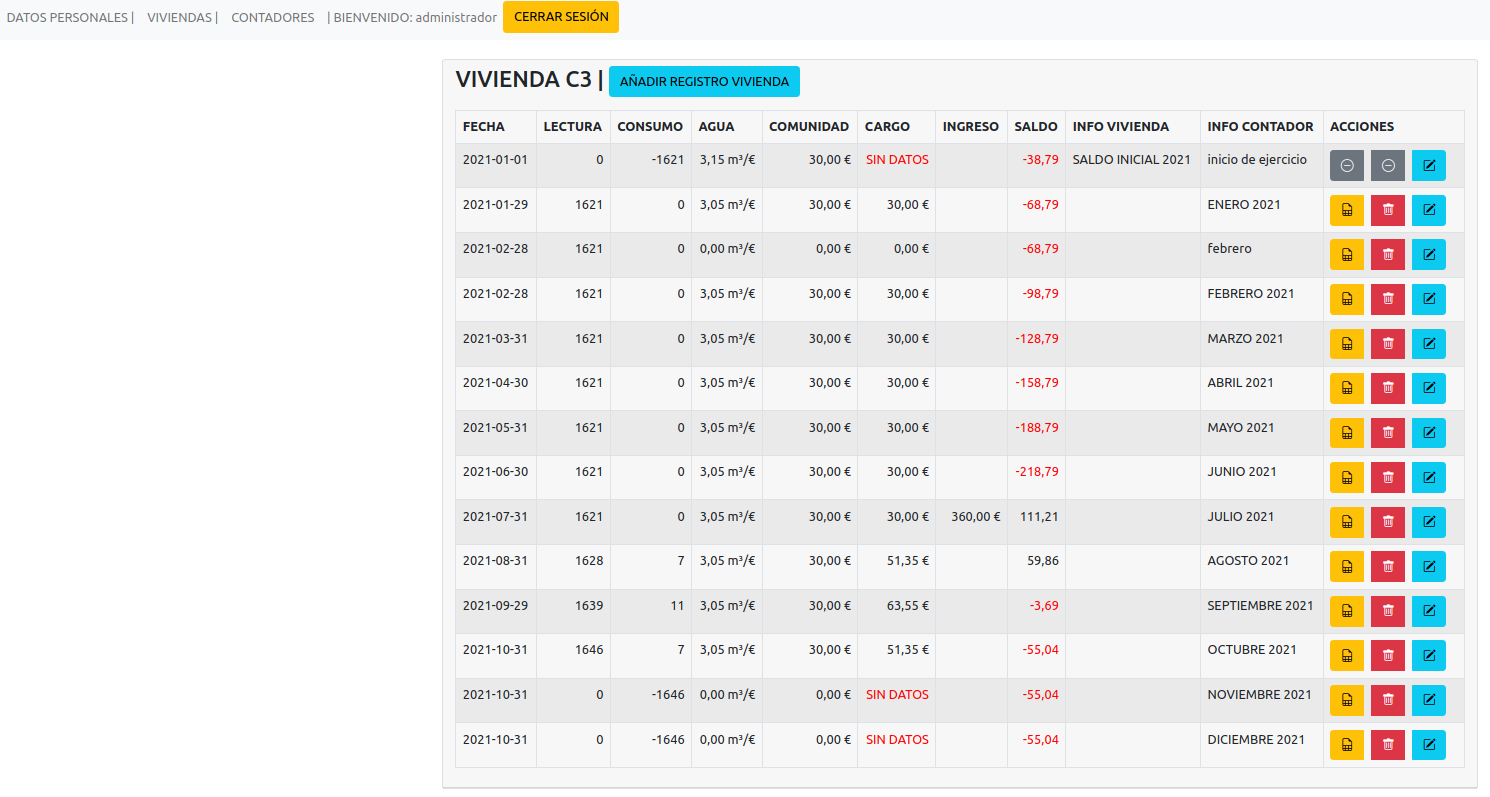 DATOS PERSONALES | VIVIENDAS | CONTADORES | BIENVENIDO: administrador CERRAR SESIÓN
VIVIENDA C3 | AÑADIR REGISTRO VIVIENDA
FECHA LECTURA CONSUMO AGUA COMUNIDAD CARGO INGRESO SALDO INFO VIVIENDA INFO CONTADOR ACCIONES
2021-01-01 0 -1621 3,15 m³/€ 30,00 € SIN DATOS -38,79 SALDO INICIAL 2021 inicio de ejercicio
2021-01-29 1621 0 3,05 m³/€ 30,00 € 30,00 € -68,79 ENERO 2021
2021-02-28 1621 0 0,00 m³/€ 0,00 € 0,00 € -68,79 febrero
2021-02-28 1621 0 3,05 m³/€ 30,00 € 30,00 € -98,79 FEBRERO 2021
2021-03-31 1621 0 3,05 m³/€ 30,00 € 30,00 € -128,79 MARZO 2021
2021-04-30 1621 0 3,05 m³/€ 30,00 € 30,00 € -158,79 ABRIL 2021
2021-05-31 1621 0 3,05 m³/€ 30,00 € 30,00 € -188,79 MAYO 2021
2021-06-30 1621 0 3,05 m³/€ 30,00 € 30,00 € -218,79 JUNIO 2021
2021-07-31 1621 0 3,05 m³/€ 30,00 € 30,00 € 360,00 € 111,21 JULIO 2021
2021-08-31 1628 7 3,05 m³/€ 30,00 € 51,35 € 59,86 AGOSTO 2021
2021-09-29 1639 11 3,05 m³/€ 30,00 € 63,55 € -3,69 SEPTIEMBRE 2021
2021-10-31 1646 7 3,05 m³/€ 30,00 € 51,35 € -55,04 OCTUBRE 2021
2021-10-31 0 -1646 0,00 m³/€ 0,00 € SIN DATOS -55,04 NOVIEMBRE 2021
2021-10-31 0 -1646 0,00 m³/€ 0,00 € SIN DATOS -55,04 DICIEMBRE 2021